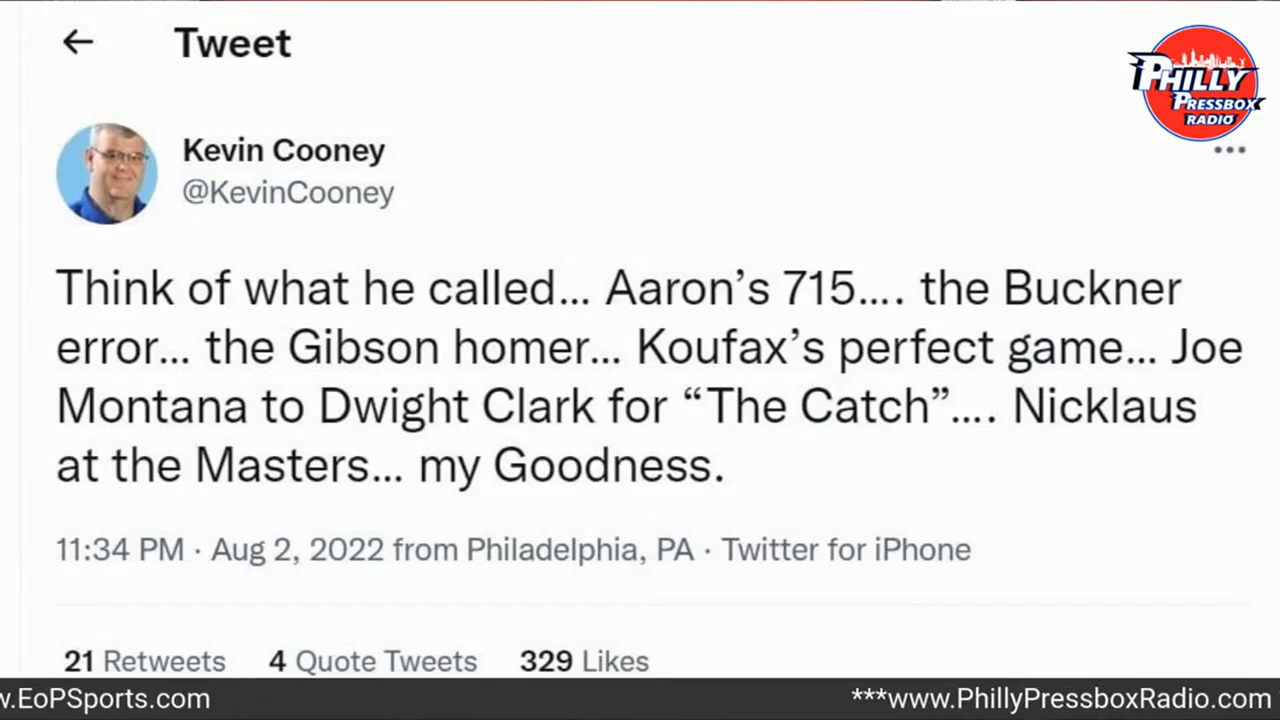 Tweet
PHILLY
PRESSBOX
RADIO
Kevin Cooney
@KevinCooney
Think of what he called... Aaron’s 715.... the Buckner
error... the Gibson homer... Koufax’s perfect game... Joe
Montana to Dwight Clark for “The Catch”.... Nicklaus
at the Masters... my Goodness.
11:34 PM · Aug 2, 2022 from Philadelphia, PA · Twitter for iPhone
21 Retweets 4 Quote Tweets 329 Likes
w.EoPSports.com ***www.PhillyPressboxRadio.com